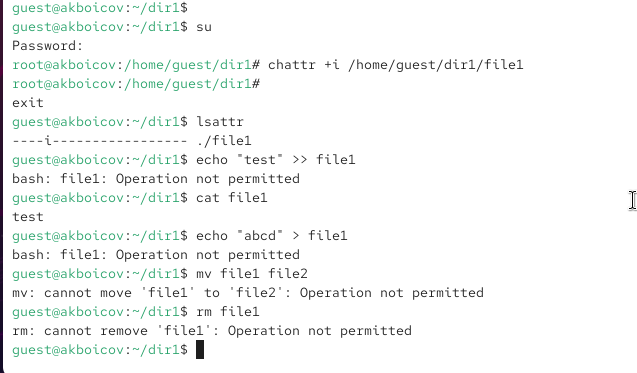 guest@akboicov:~/dir1$
guest@akboicov:~/dir1$ su
Password:
root@akboicov:/home/guest/dir1# chattr +i /home/guest/dir1/file1
root@akboicov:/home/guest/dir1#
exit
guest@akboicov:~/dir1$ lsattr
----i----------------- ./file1
guest@akboicov:~/dir1$ echo "test" >> file1
bash: file1: Operation not permitted
guest@akboicov:~/dir1$ cat file1
test
guest@akboicov:~/dir1$ echo "abcd" > file1
bash: file1: Operation not permitted
guest@akboicov:~/dir1$ mv file1 file2
mv: cannot move 'file1' to 'file2': Operation not permitted
guest@akboicov:~/dir1$ rm file1
rm: cannot remove 'file1': Operation not permitted
guest@akboicov:~/dir1$